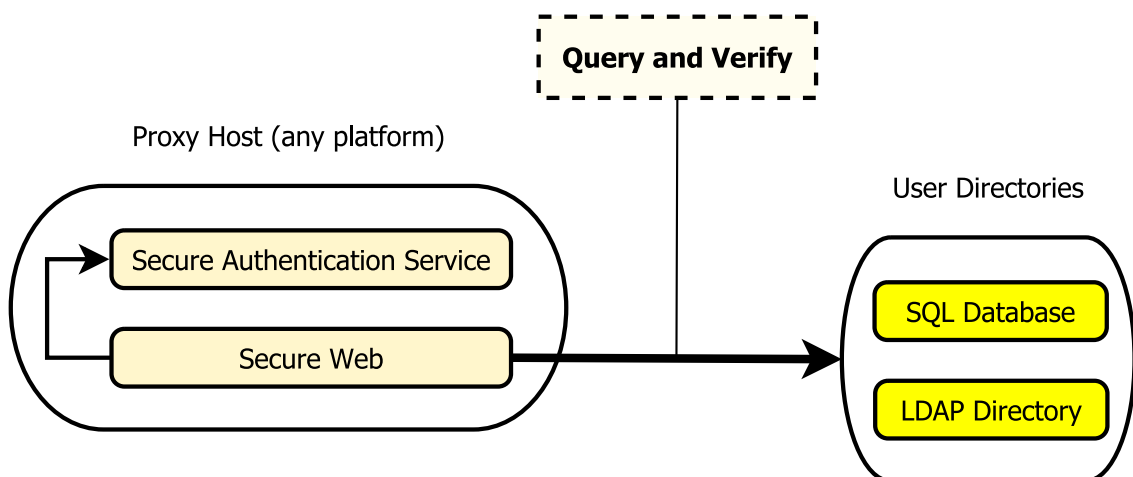 Query and Verify
Proxy Host (any platform)
User Directories
Secure Authentication Service
SQL Database
Secure Web
LDAP Directory